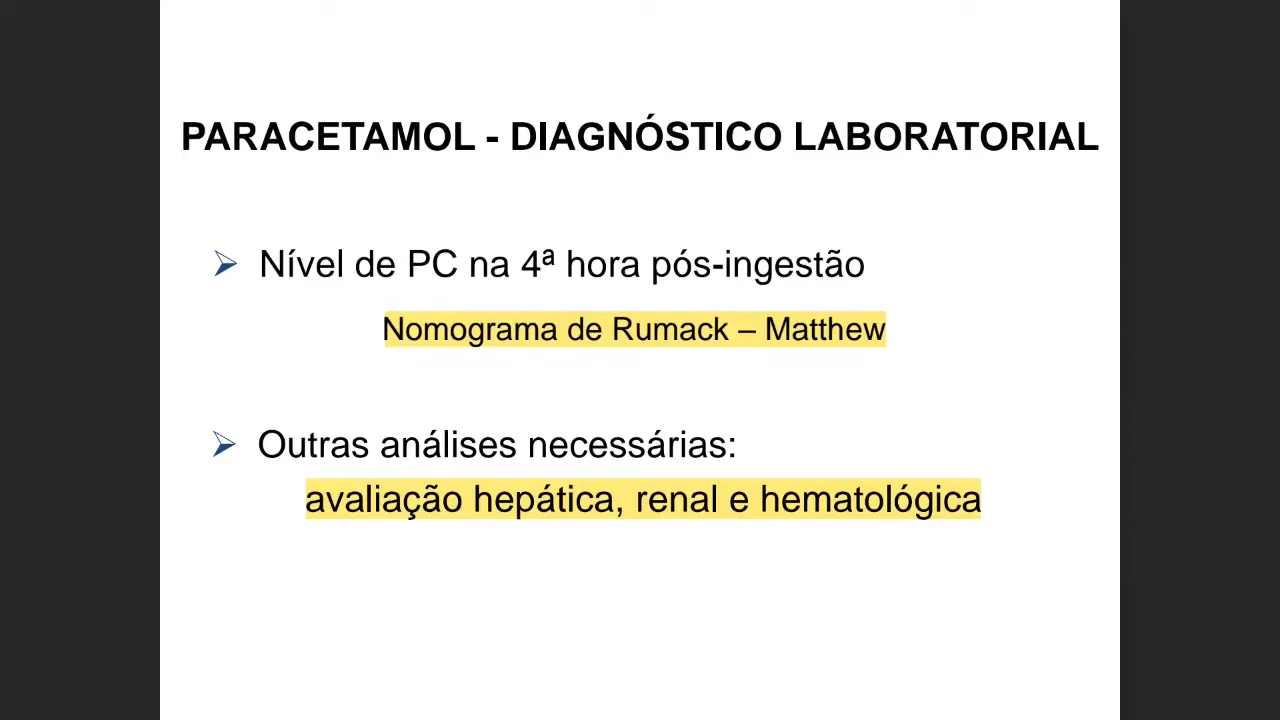 PARACETAMOL - DIAGNÓSTICO LABORATORIAL
Nível de PC na 4ª hora pós-ingestão
Nomograma de Rumack – Matthew
Outras análises necessárias:
avaliação hepática, renal e hematológica